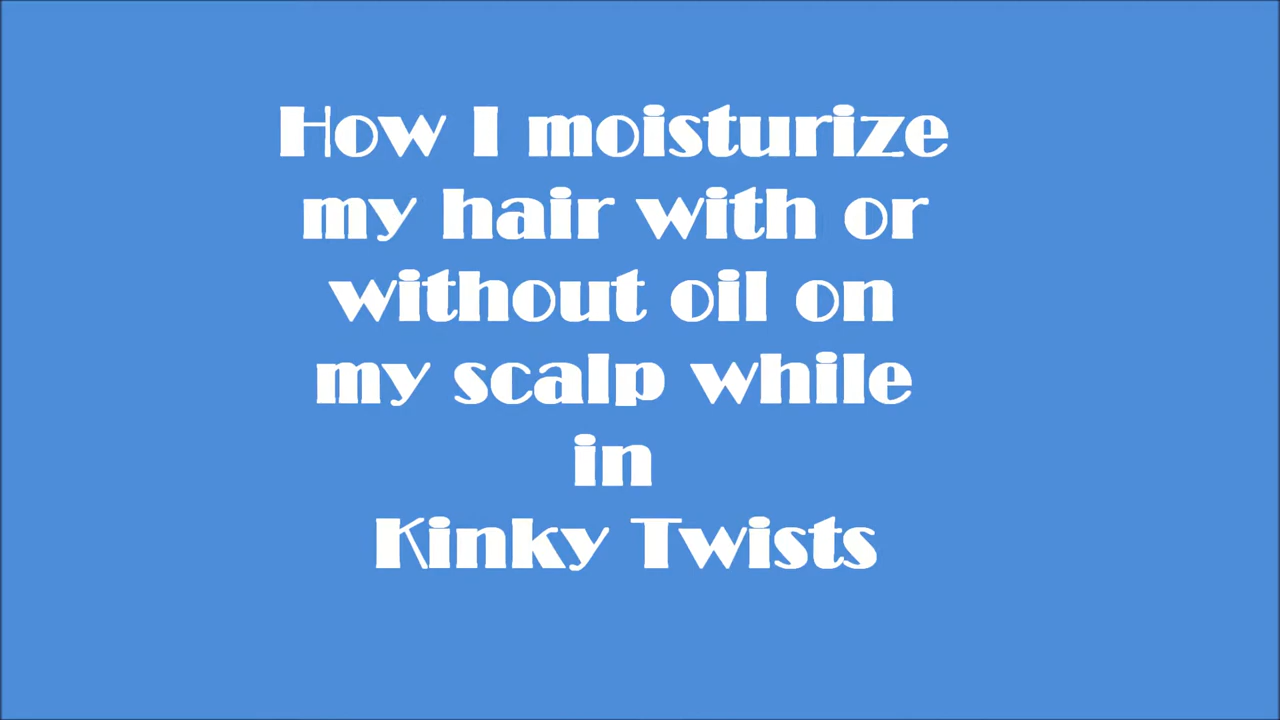 How I moisturize
my hair with or
without oil on
my scalp while
in
Kinky Twists